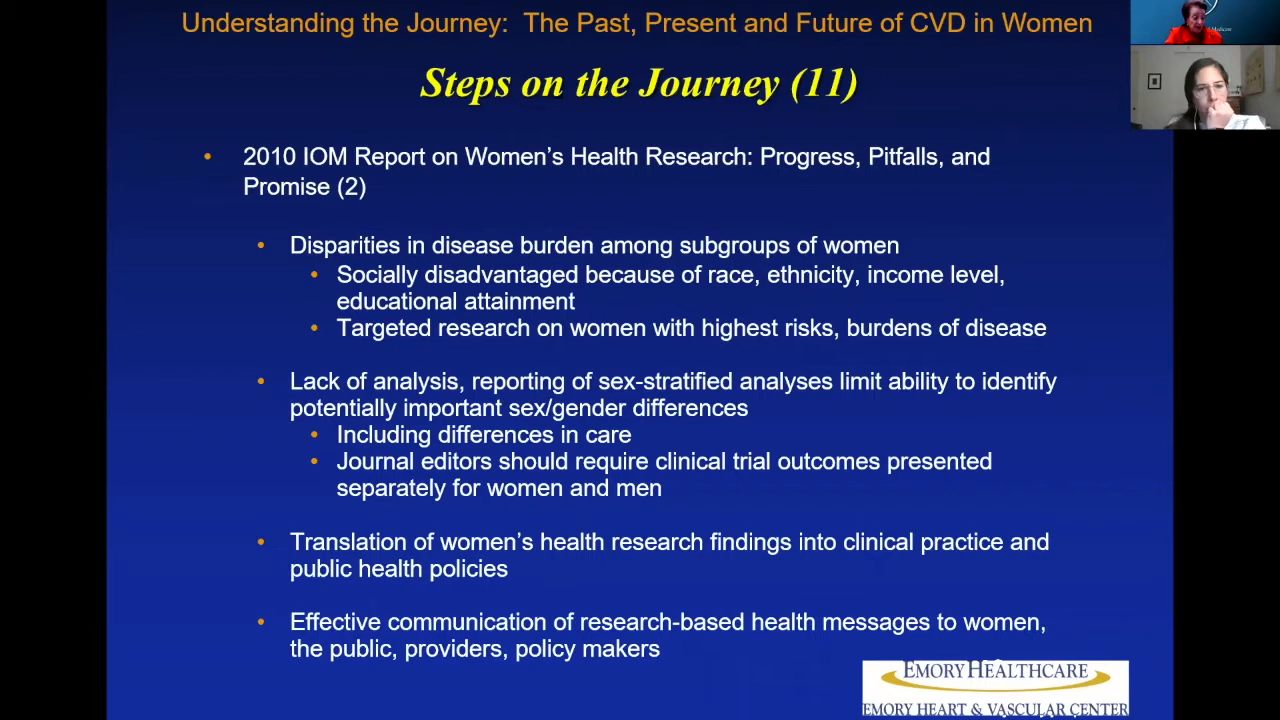 Understanding the Journey: The Past, Present and Future of CVD in Women
Steps on the Journey (11)
• 2010 IOM Report on Women's Health Research: Progress, Pitfalls, and
Promise (2)
• Disparities in disease burden among subgroups of women
• Socially disadvantaged because of race, ethnicity, income level,
educational attainment
• Targeted research on women with highest risks, burdens of disease
• Lack of analysis, reporting of sex-stratified analyses limit ability to identify
potentially important sex/gender differences
• Including differences in care
• Journal editors should require clinical trial outcomes presented
separately for women and men
• Translation of women's health research findings into clinical practice and
public health policies
• Effective communication of research-based health messages to women,
the public, providers, policy makers
EMORY HEALTHCARE
EMORY HEART & VASCULAR CENTER